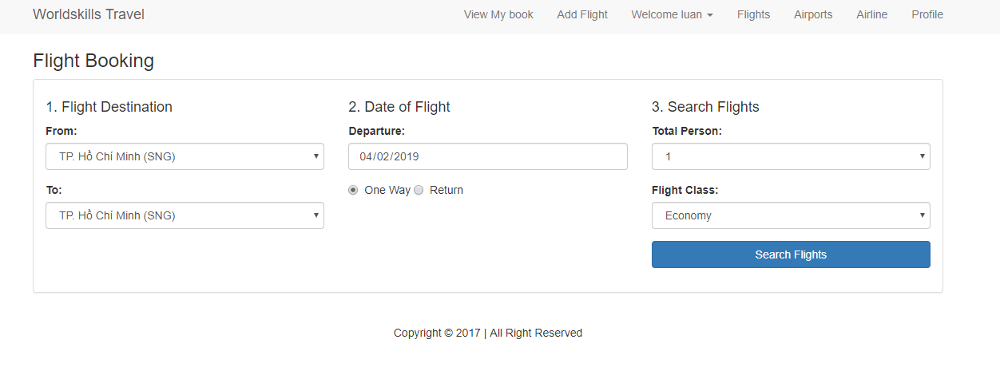 Worldskills Travel
View My book Add Flight Welcome luan Flights Airports Airline Profile
Flight Booking
1. Flight Destination
From:
TP. Hồ Chí Minh (SNG)
To:
TP. Hồ Chí Minh (SNG)
2. Date of Flight
Departure:
04/02/2019
One Way Return
3. Search Flights
Total Person:
1
Flight Class:
Economy
Search Flights
Copyright © 2017 | All Right Reserved